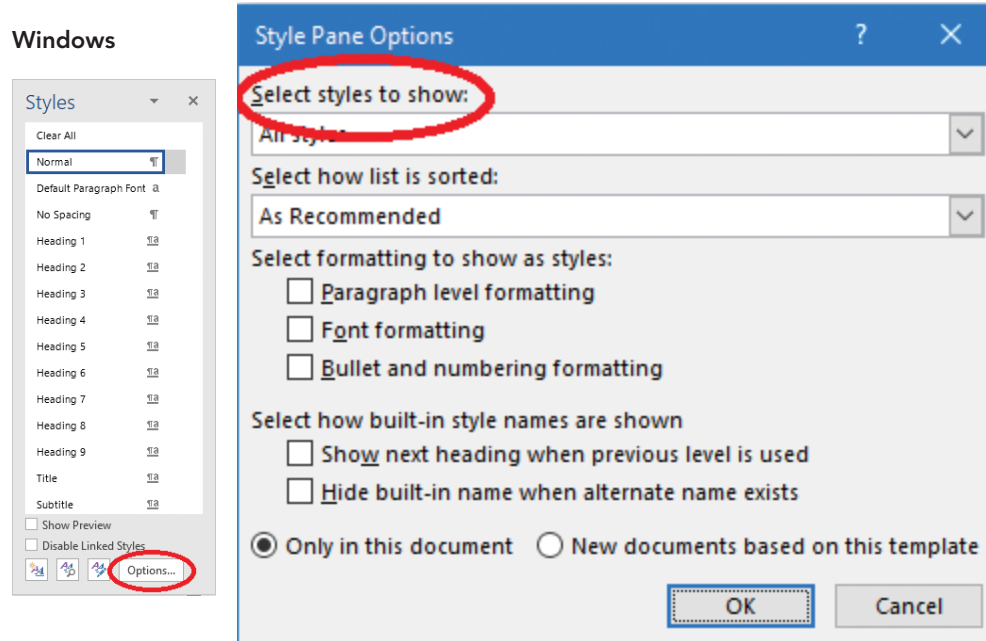 Windows
Styles
Clear All
Normal ¶
Default Paragraph Font a
No Spacing ¶
Heading 1 ¶a
Heading 2 ¶a
Heading 3 ¶a
Heading 4 ¶a
Heading 5 ¶a
Heading 6 ¶a
Heading 7 ¶a
Heading 8 ¶a
Heading 9 ¶a
Title ¶a
Subtitle ¶a
Show Preview
Disable Linked Styles
Options...
Style Pane Options ? ×
Select styles to show:
All styles
Select how list is sorted:
As Recommended
Select formatting to show as styles:
Paragraph level formatting
Font formatting
Bullet and numbering formatting
Select how built-in style names are shown
Show next heading when previous level is used
Hide built-in name when alternate name exists
Only in this document New documents based on this template
OK Cancel